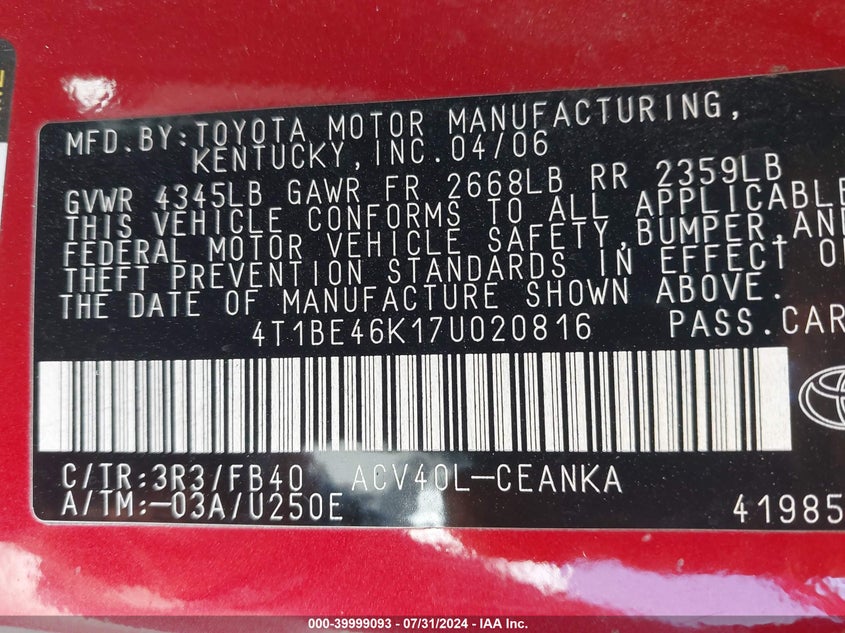 MFD.BY:TOYOTA MOTOR MANUFACTURING,
KENTUCKY,INC.04/06
GVWR 4345LB GAWR FR 2668LB RR 2359LB
THIS VEHICLE CONFORMS TO ALL APPLICABLE
FEDERAL MOTOR VEHICLE SAFETY,BUMPER,AND
THEFT PREVENTION STANDARDS IN EFFECT
THE DATE OF MANUFACTURE SHOWN ABOVE.
4T1BE46K17U020816 PASS.CAR
C/TR:3R3/FB40 ACV40L-CEANKA
A/TM:-03A/U250E 41985
000-39999093 - 07/31/2024 - IAA Inc.